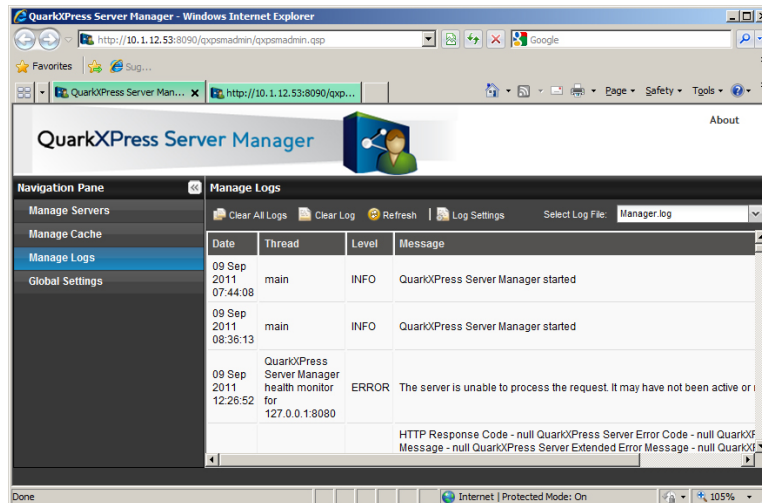 QuarkXPress Server Manager - Windows Internet Explorer
http://10.1.12.53:8090/qxpsmadmin/qxpsmadmin.qsp
Google
Favorites
Sug...
QuarkXPress Server Man...
http://10.1.12.53:8090/qxp...
Page
Safety
Tools
About
QuarkXPress Server Manager
Navigation Pane
Manage Logs
Manage Servers
Manage Cache
Manage Logs
Global Settings
Clear All Logs
Clear Log
Refresh
Log Settings
Select Log File:
Manager.log
Date Thread Level Message
09 Sep
2011
07:44:08
main
INFO
QuarkXPress Server Manager started
09 Sep
2011
08:36:13
main
INFO
QuarkXPress Server Manager started
09 Sep
2011
12:26:52
QuarkXPress
Server Manager
health monitor
for
127.0.0.1:8080
ERROR
The server is unable to process the request. It may have not been active or
HTTP Response Code - null QuarkXPress Server Error Code - null
Message - null QuarkXPress Server Extended Error Message - null
Done
Internet | Protected Mode: On
105%